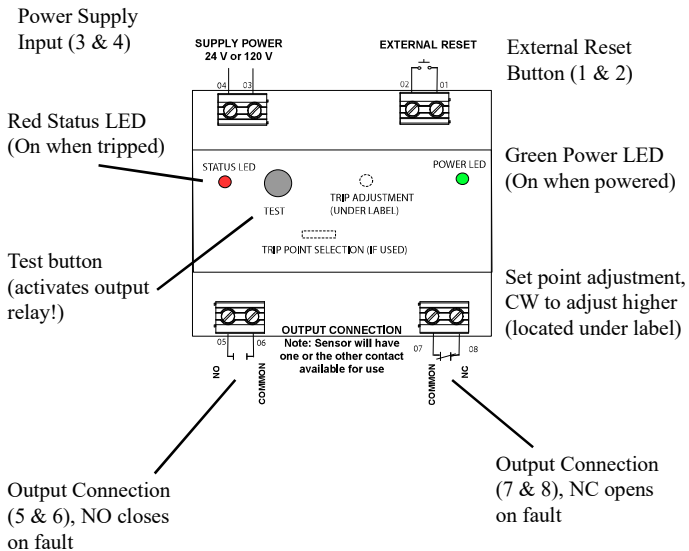 Power Supply
Input (3 & 4)
SUPPLY POWER
24 V or 120 V
EXTERNAL RESET
External Reset
Button (1 & 2)
04
03
02
01
Red Status LED
(On when tripped)
STATUS LED
TEST
TRIP ADJUSTMENT
(UNDER LABEL)
POWER LED
Green Power LED
(On when powered)
TRIP POINT SELECTION (IF USED)
Test button
(activates output
relay!)
Set point adjustment,
CW to adjust higher
(located under label)
OUTPUT CONNECTION
Note: Sensor will have
one or the other contact
available for use
05
06
07
08
NO
COMMON
COMMON
NC
Output Connection
(5 & 6), NO closes
on fault
Output Connection
(7 & 8), NC opens
on fault